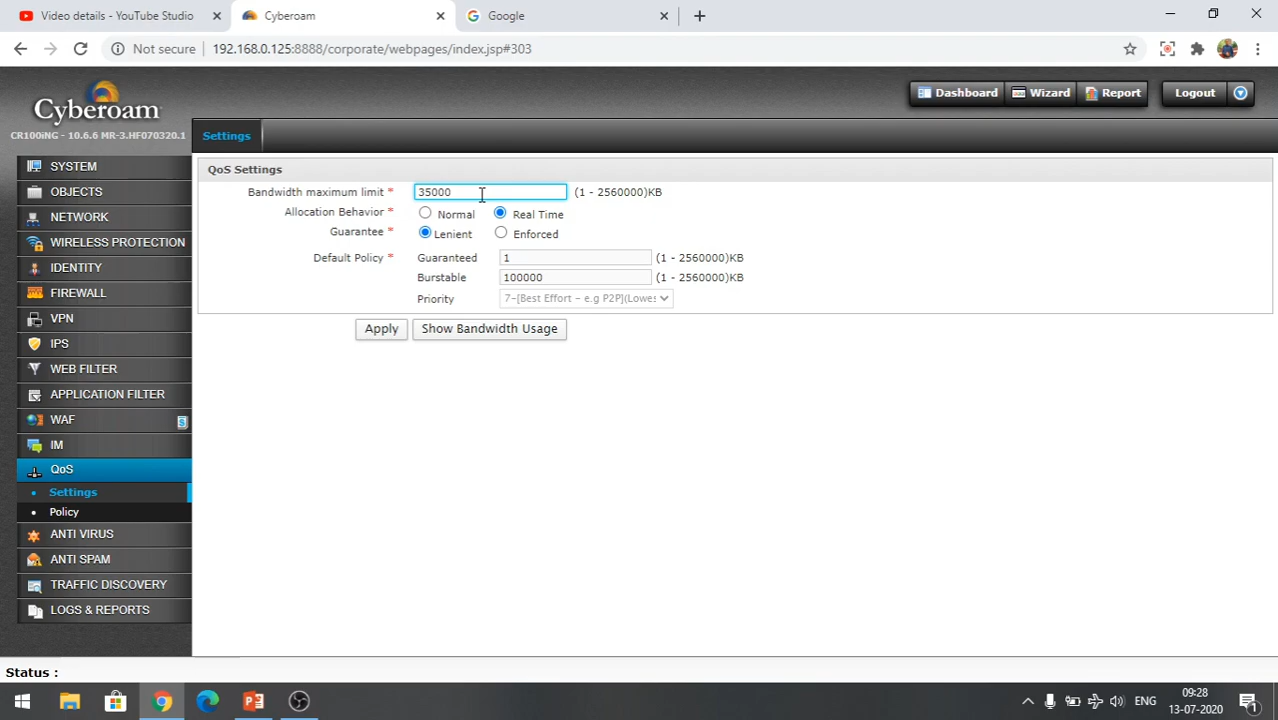 Video details - YouTube Studio
Cyberoam
Google
Not secure
192.168.0.125:8888/corporate/webpages/index.jsp#303
Cyberoam
CR100iNG - 10.6.6 MR-3.HF070320.1
Dashboard
Wizard
Report
Logout
Settings
SYSTEM
OBJECTS
NETWORK
WIRELESS PROTECTION
IDENTITY
FIREWALL
VPN
IPS
WEB FILTER
APPLICATION FILTER
WAF
IM
QoS
Settings
Policy
ANTI VIRUS
ANTI SPAM
TRAFFIC DISCOVERY
LOGS & REPORTS
QoS Settings
Bandwidth maximum limit * 35000 (1 - 2560000)KB
Allocation Behavior * Normal Real Time
Guarantee * Lenient Enforced
Default Policy * Guaranteed 1 (1 - 2560000)KB
Burstable 100000 (1 - 2560000)KB
Priority 7-[Best Effort - e.g P2P](Lowes
Apply Show Bandwidth Usage
Status :
ENG
09:28
13-07-2020